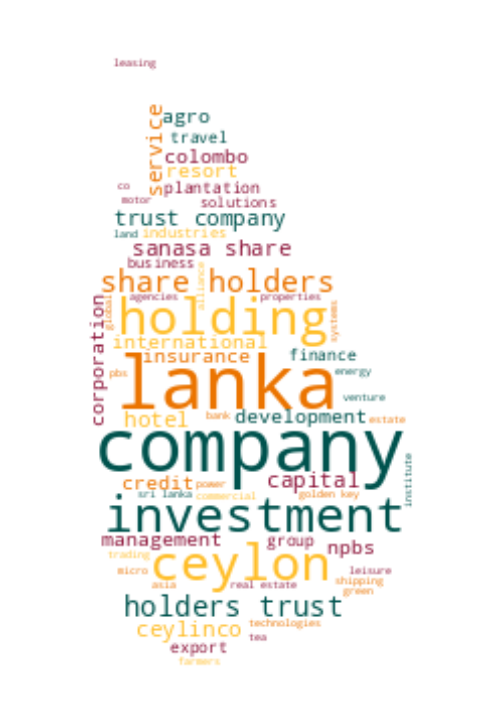 leasing
service
agro
travel
colombo
resort
co
plantation
motor
solutions
trust company
land
industries
sanasa share
business
alliance
share holders
corporation
global
agencies
properties
holding
systems
international
insurance
finance
pbs
lanka
energy
venture
hotel
bank
development
estate
company
institute
credit
power
capital
sri lanka
commercial
golden key
investment
management
group
npbs
trading
ceylon
micro
leisure
asia
real estate
shipping
green
holders trust
ceylinco
technologies
tea
export
farmers